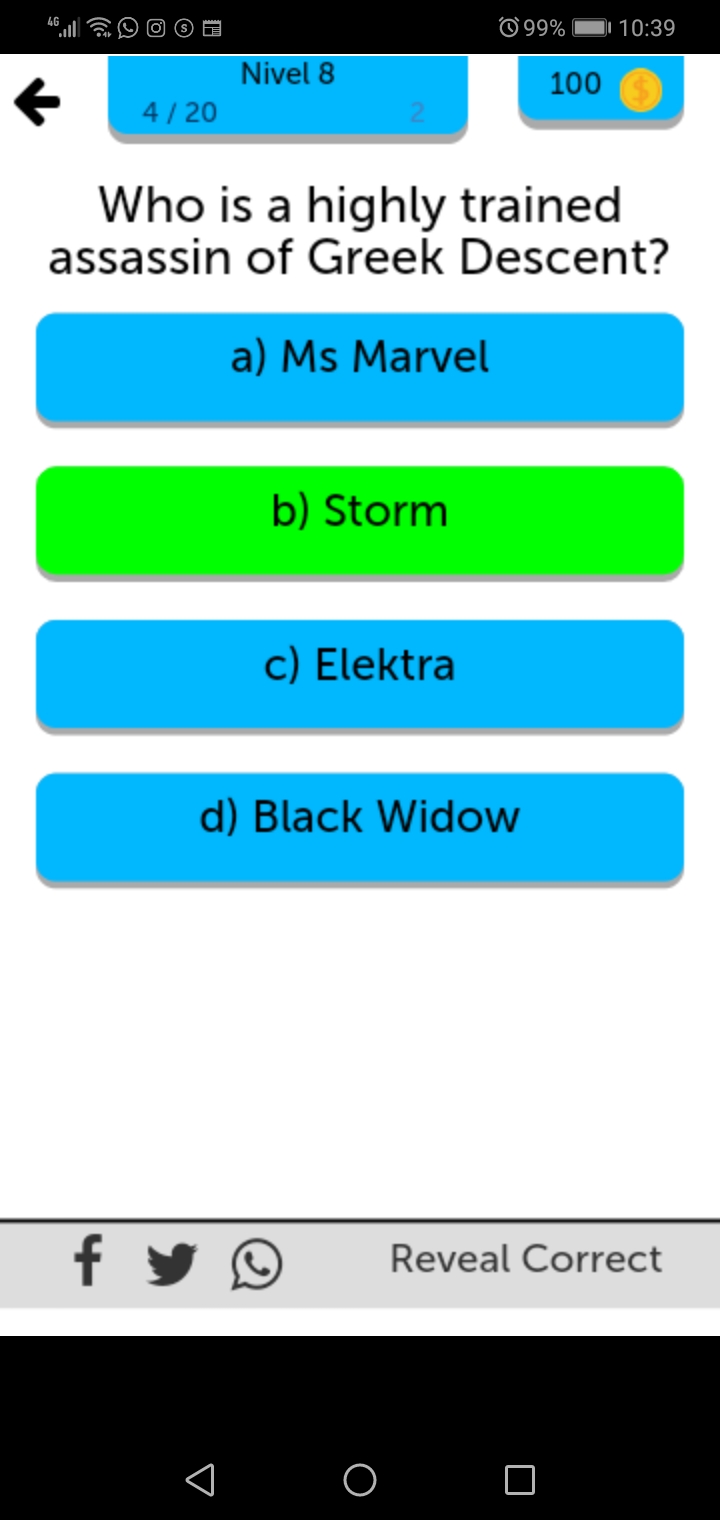 4G 99% 10:39
Nivel 8
4 / 20 2
100
Who is a highly trained
assassin of Greek Descent?
a) Ms Marvel
b) Storm
c) Elektra
d) Black Widow
Reveal Correct